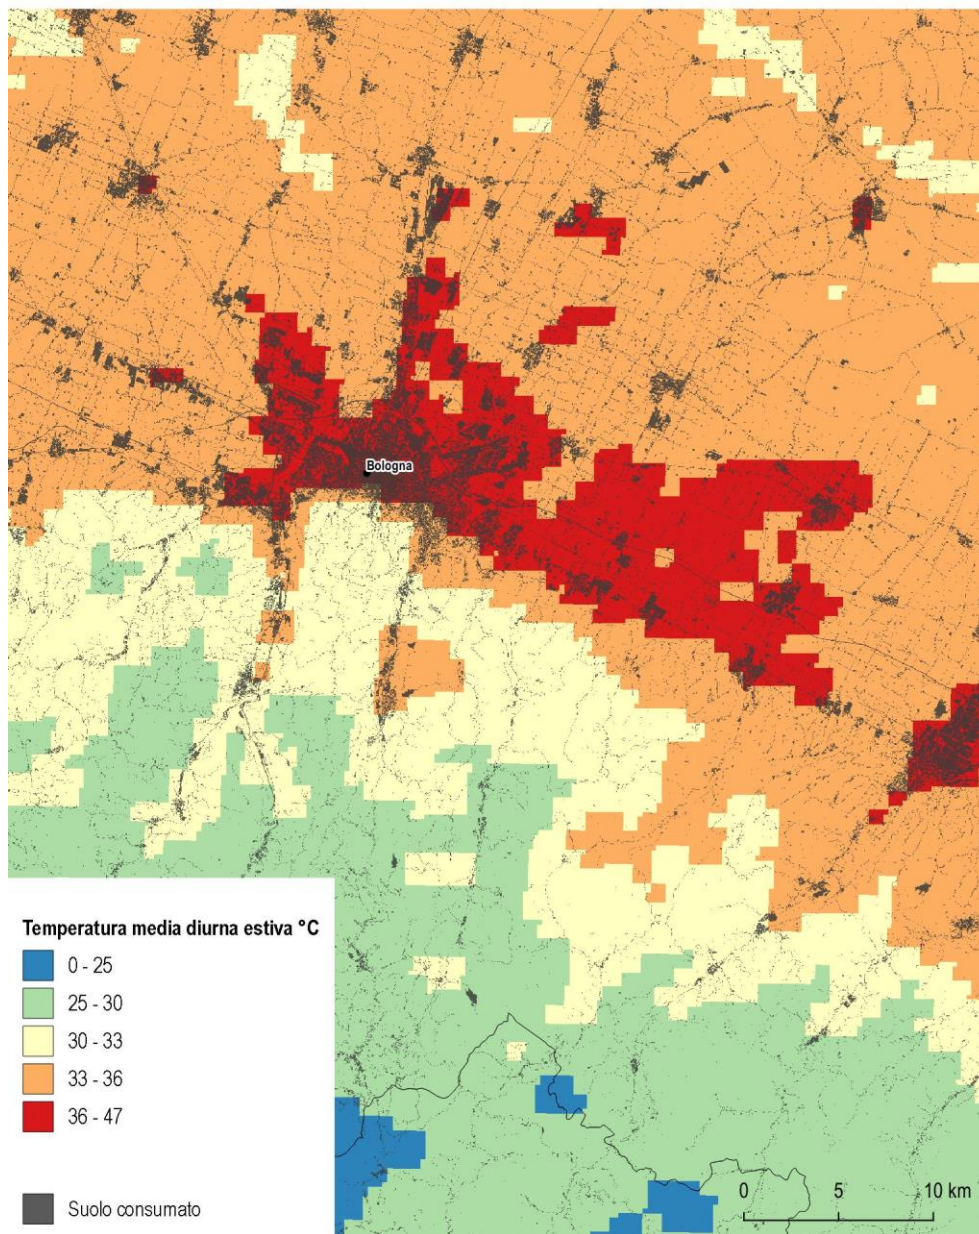 Bologna
Temperatura media diurna estiva °C
0 - 25
25 - 30
30 - 33
33 - 36
36 - 47
Suolo consumato
0 5 10 km